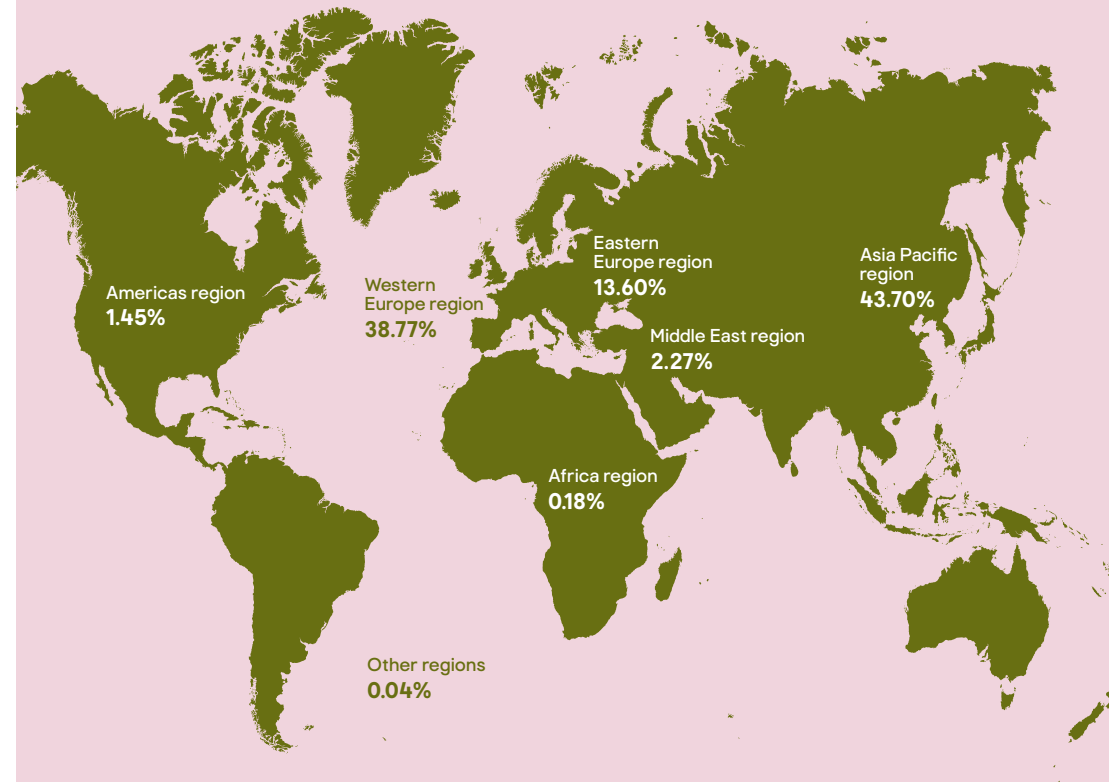 Eastern
Europe region
13.60%
Asia Pacific
region
43.70%
Western
Europe region
38.77%
Americas region
1.45%
Middle East region
2.27%
Africa region
0.18%
Other regions
0.04%